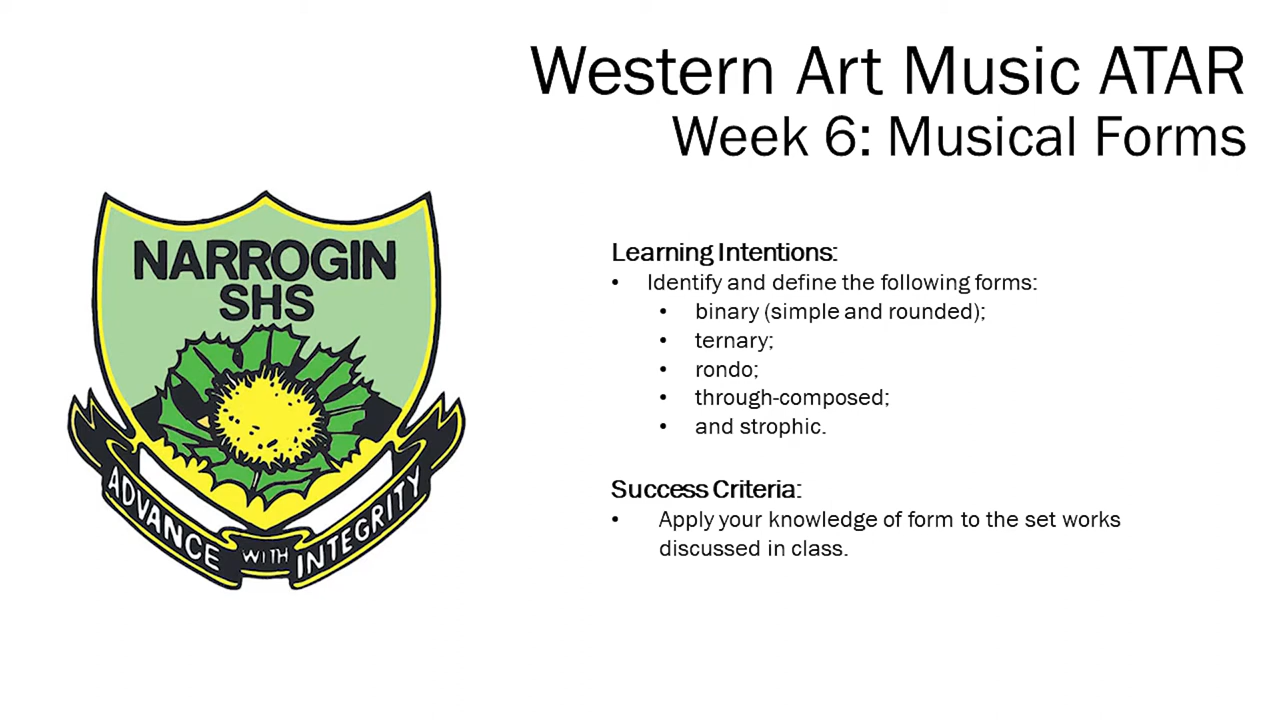 Western Art Music ATAR
Week 6: Musical Forms
NARROGIN
SHS
ADVANCE WITH INTEGRITY
Learning Intentions:
• Identify and define the following forms:
• binary (simple and rounded);
• ternary;
• rondo;
• through-composed;
• and strophic.
Success Criteria:
• Apply your knowledge of form to the set works
discussed in class.